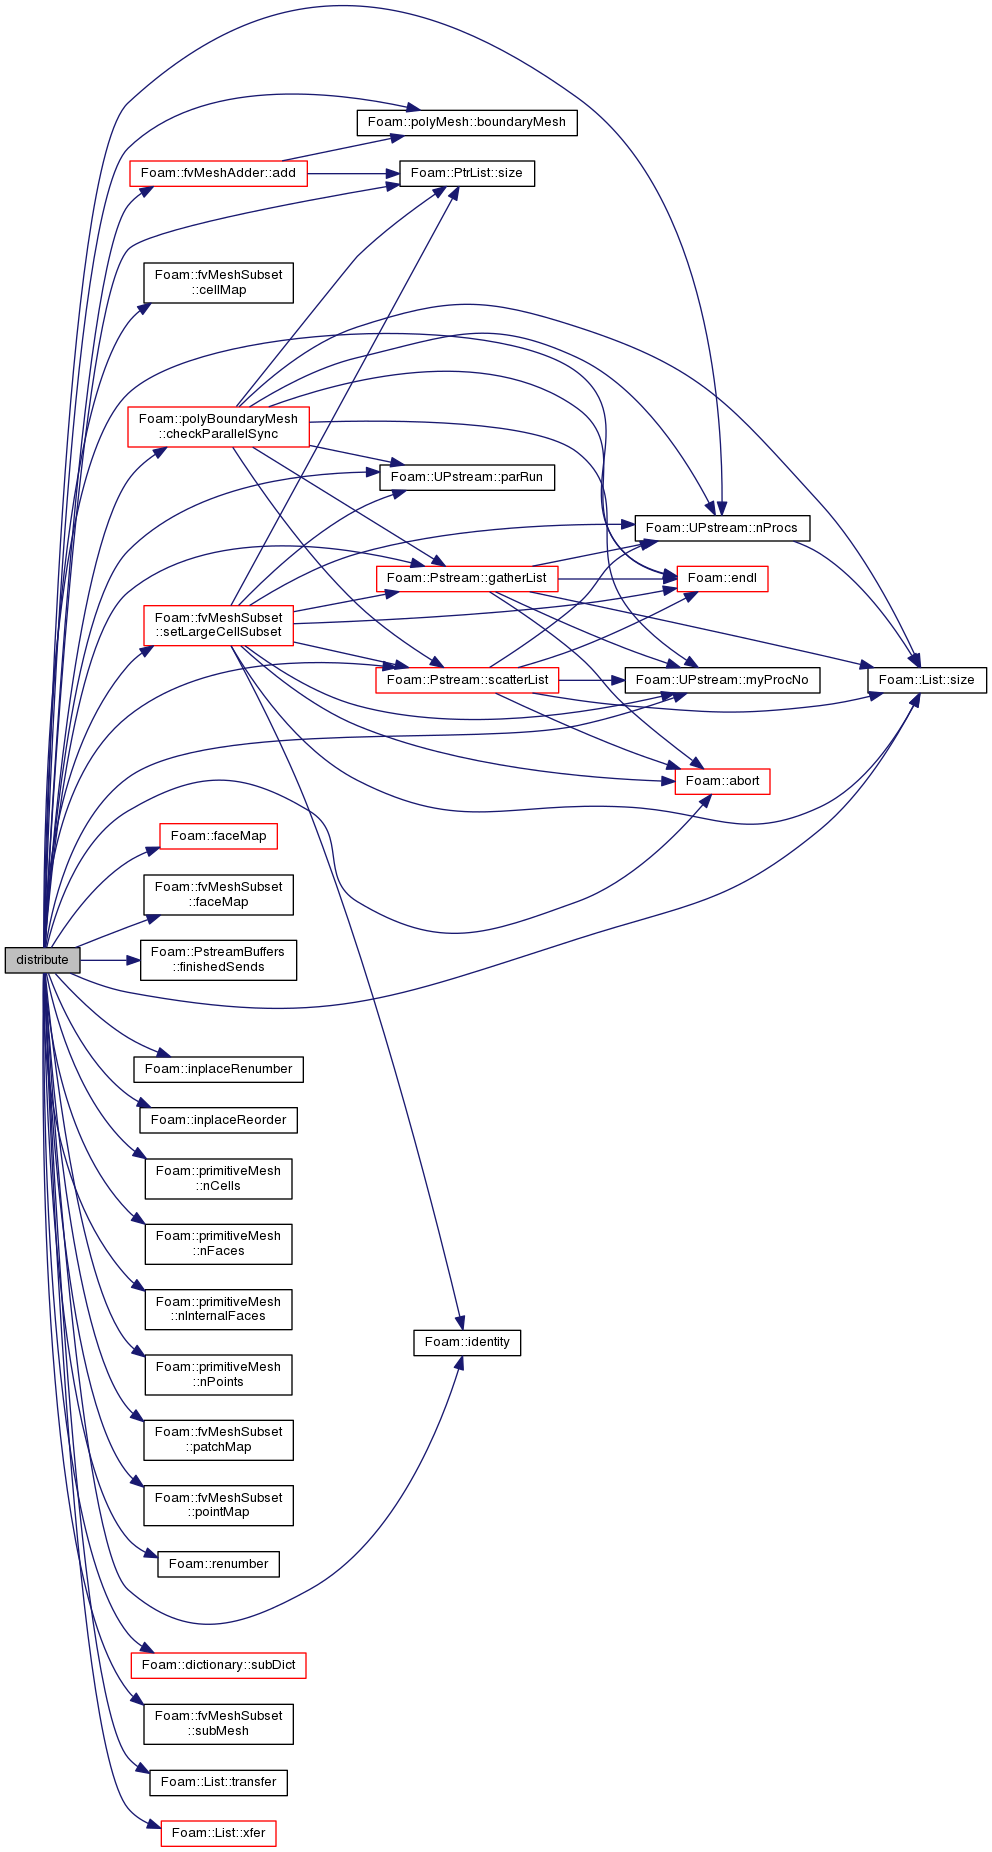 Foam::polyMesh::boundaryMesh
Foam::fvMeshAdder::add
Foam::PtrList::size
Foam::fvMeshSubset
::cellMap
Foam::polyBoundaryMesh
::checkParallelSync
Foam::UPstream::parRun
Foam::UPstream::nProcs
Foam::Pstream::gatherList
Foam::endl
Foam::fvMeshSubset
::setLargeCellSubset
Foam::Pstream::scatterList
Foam::UPstream::myProcNo
Foam::List::size
Foam::abort
Foam::faceMap
Foam::fvMeshSubset
::faceMap
distribute
Foam::PstreamBuffers
::finishedSends
Foam::inplaceRenumber
Foam::inplaceReorder
Foam::primitiveMesh
::nCells
Foam::primitiveMesh
::nFaces
Foam::primitiveMesh
::nInternalFaces
Foam::identity
Foam::primitiveMesh
::nPoints
Foam::fvMeshSubset
::patchMap
Foam::fvMeshSubset
::pointMap
Foam::renumber
Foam::dictionary::subDict
Foam::fvMeshSubset
::subMesh
Foam::List::transfer
Foam::List::xfer